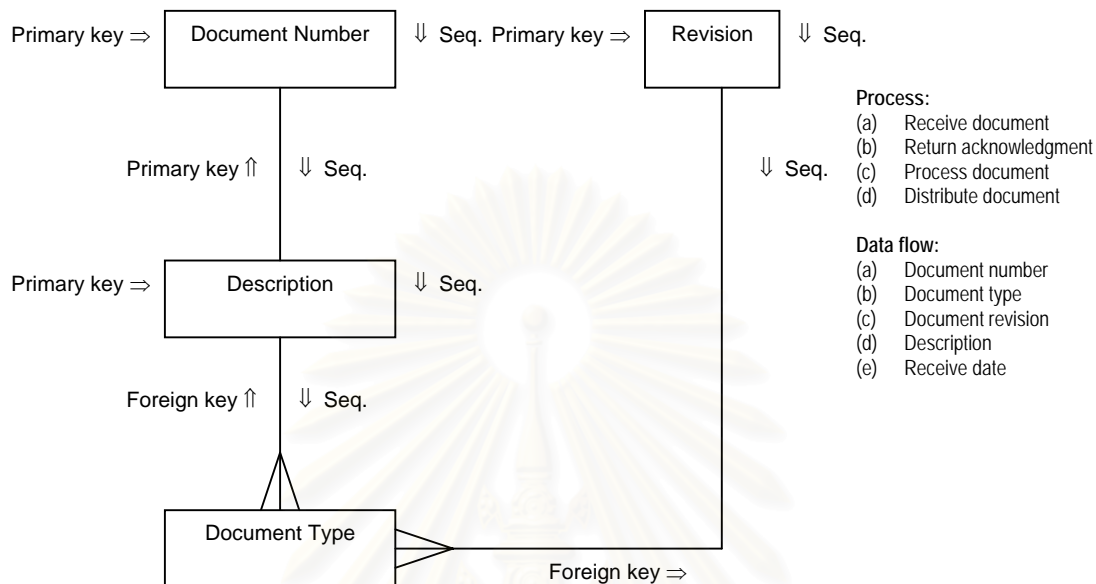 Primary key ⇒ Document Number ⇓ Seq. Primary key ⇒ Revision ⇓ Seq.
Primary key ⇑ ⇓ Seq. ⇓ Seq.
Primary key ⇒ Description ⇓ Seq.
Foreign key ⇑ ⇓ Seq.
Document Type
Foreign key ⇒
Process:
(a) Receive document
(b) Return acknowledgment
(c) Process document
(d) Distribute document
Data flow:
(a) Document number
(b) Document type
(c) Document revision
(d) Description
(e) Receive date